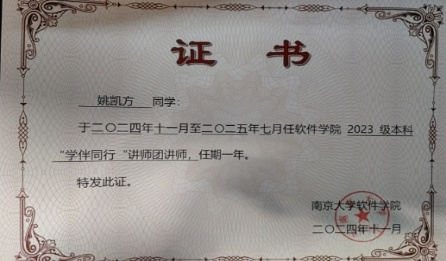 证书
姚凯方 同学：
于二〇二四年十一月至二〇二五年七月任软件学院 2023 级本科
“学伴同行”讲师团讲师，任期一年。
特发此证。
南京大学软件学院
二〇二四年十一月